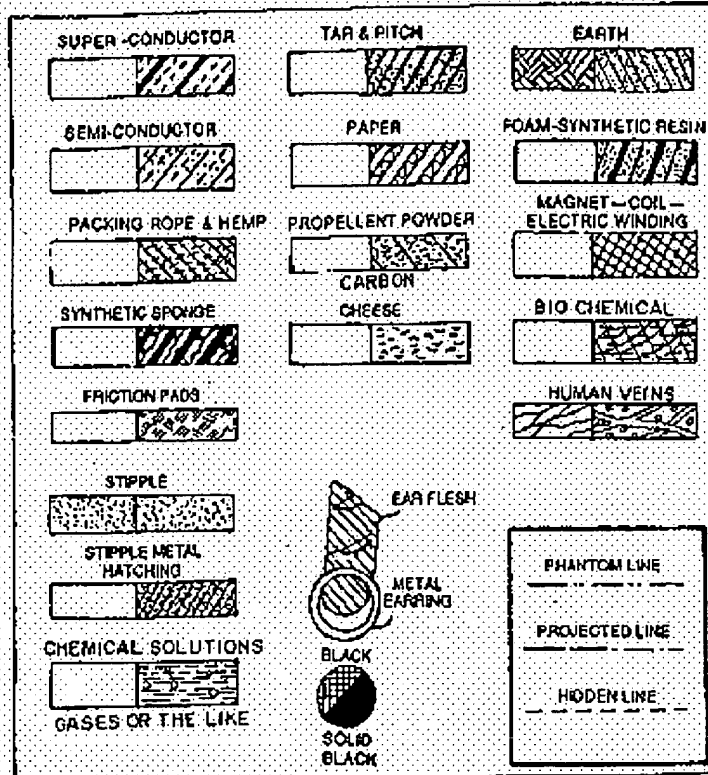 SUPER-CONDUCTOR
SEMI-CONDUCTOR
PACKING ROPE & HEMP
SYNTHETIC SPONGE
FRICTION PADS
STIPPLE
STIPPLE METAL
HATCHING
CHEMICAL SOLUTIONS
GASES OR THE LIKE
TAR & PITCH
PAPER
PROPELLENT POWDER
CARBON
CHEESE
EAR FLESH
METAL
EARRING
BLACK
SOLID
BLACK
EARTH
FOAM-SYNTHETIC RESIN
MAGNET-COIL-
ELECTRIC WINDING
BIO CHEMICAL
HUMAN VEINS
PHANTOM LINE
PROJECTED LINE
HIDDEN LINE